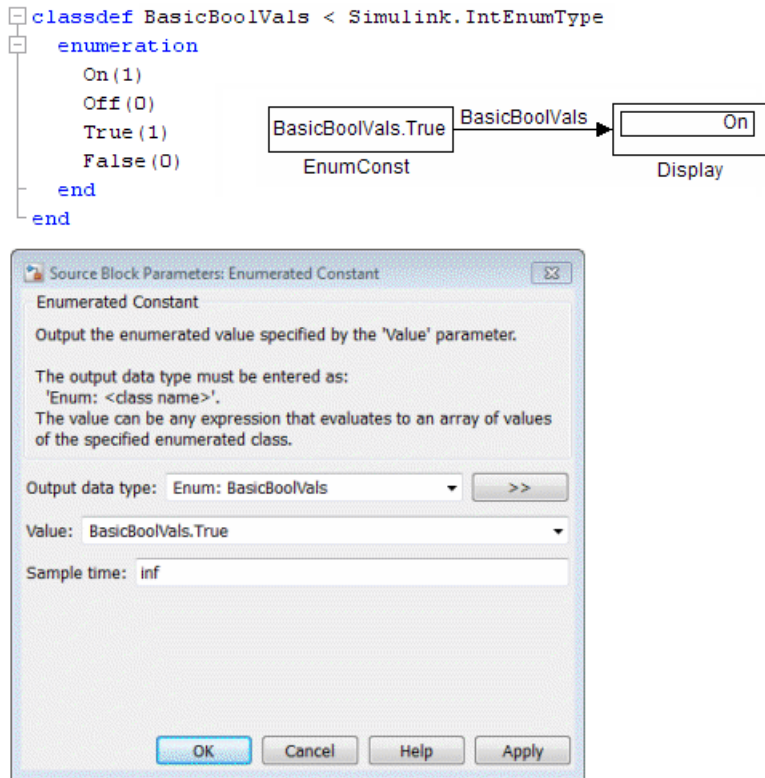 classdef BasicBoolVals < Simulink.IntEnumType
enumeration
On(1)
Off(0)
True(1)
False(0)
end
end
BasicBoolVals.True
BasicBoolVals
On
EnumConst
Display
Source Block Parameters: Enumerated Constant
Enumerated Constant
Output the enumerated value specified by the 'Value' parameter.
The output data type must be entered as:
'Enum: <class name>'.
The value can be any expression that evaluates to an array of values
of the specified enumerated class.
Output data type: Enum: BasicBoolVals >>
Value: BasicBoolVals.True
Sample time: inf
OK Cancel Help Apply